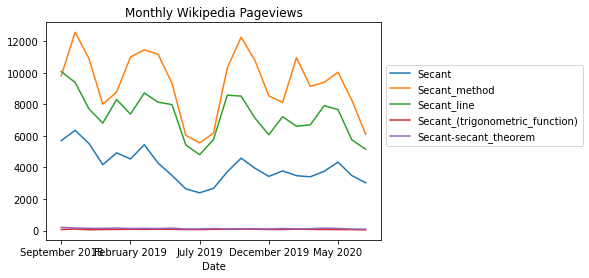 Monthly Wikipedia Pageviews
12000
10000
8000
6000
4000
2000
0
September 2018 February 2019 July 2019 December 2019 May 2020
Date
Secant
Secant_method
Secant_line
Secant_(trigonometric_function)
Secant-secant_theorem